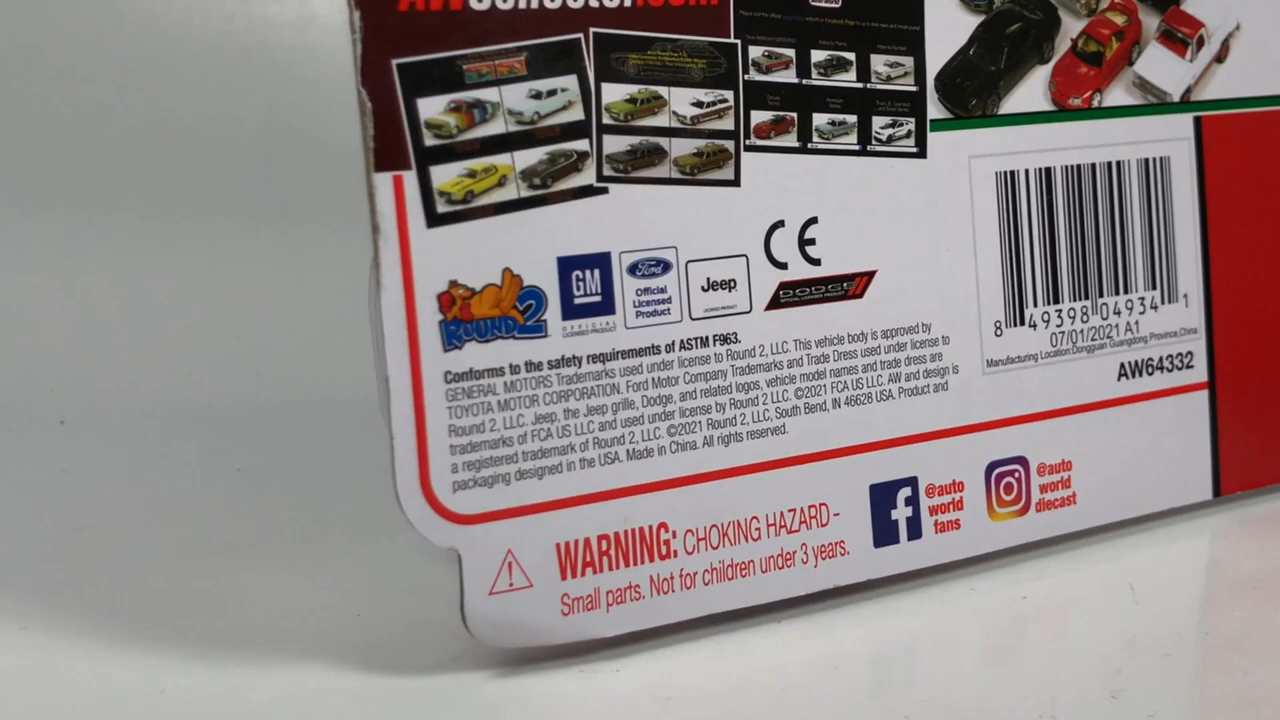 AWCollector.com
Official
Licensed
Product
GM
OFFICIAL
LICENSED PRODUCT
Ford
Jeep
LICENSED PRODUCT
CE
DODGE
OFFICIAL LICENSED PRODUCT
ROUND 2
Conforms to the safety requirements of ASTM F963.
GENERAL MOTORS Trademarks used under license to Round 2, LLC. This vehicle body is approved by
TOYOTA MOTOR CORPORATION. Ford Motor Company Trademarks and Trade Dress used under license to
Round 2, LLC. Jeep, the Jeep grille, Dodge, and related logos, vehicle model names and trade dress are
trademarks of FCA US LLC and used under license by Round 2 LLC. ©2021 FCA US LLC. AW and design is
a registered trademark of Round 2, LLC. ©2021 Round 2, LLC, South Bend, IN 46628 USA. Product and
packaging designed in the USA. Made in China. All rights reserved.
8 49398 04934 1
07/01/2021 A1
Manufacturing Location:Dongguan Guangdong Province,China
AW64332
WARNING: CHOKING HAZARD -
Small parts. Not for children under 3 years.
@auto
world
fans
@auto
world
diecast